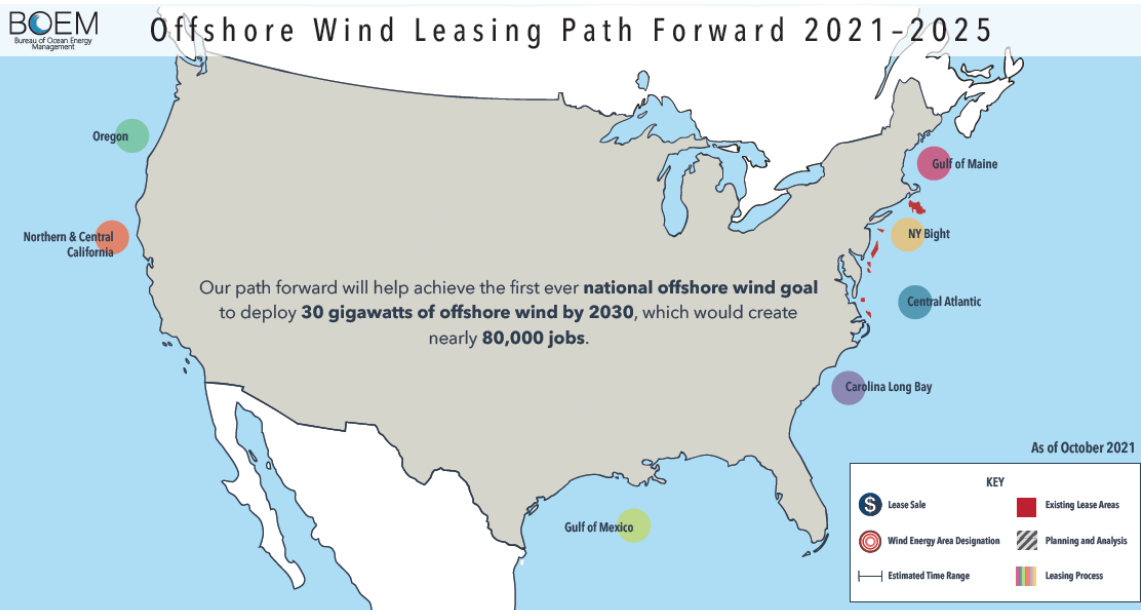 BOEM
Bureau of Ocean Energy
Management
Offshore Wind Leasing Path Forward 2021–2025
Oregon
Gulf of Maine
Northern & Central
California
NY Bight
Our path forward will help achieve the first ever national offshore wind goal
to deploy 30 gigawatts of offshore wind by 2030, which would create
nearly 80,000 jobs.
Central Atlantic
Carolina Long Bay
Gulf of Mexico
As of October 2021
KEY
$ Lease Sale
Existing Lease Areas
Wind Energy Area Designation
Planning and Analysis
Estimated Time Range
Leasing Process